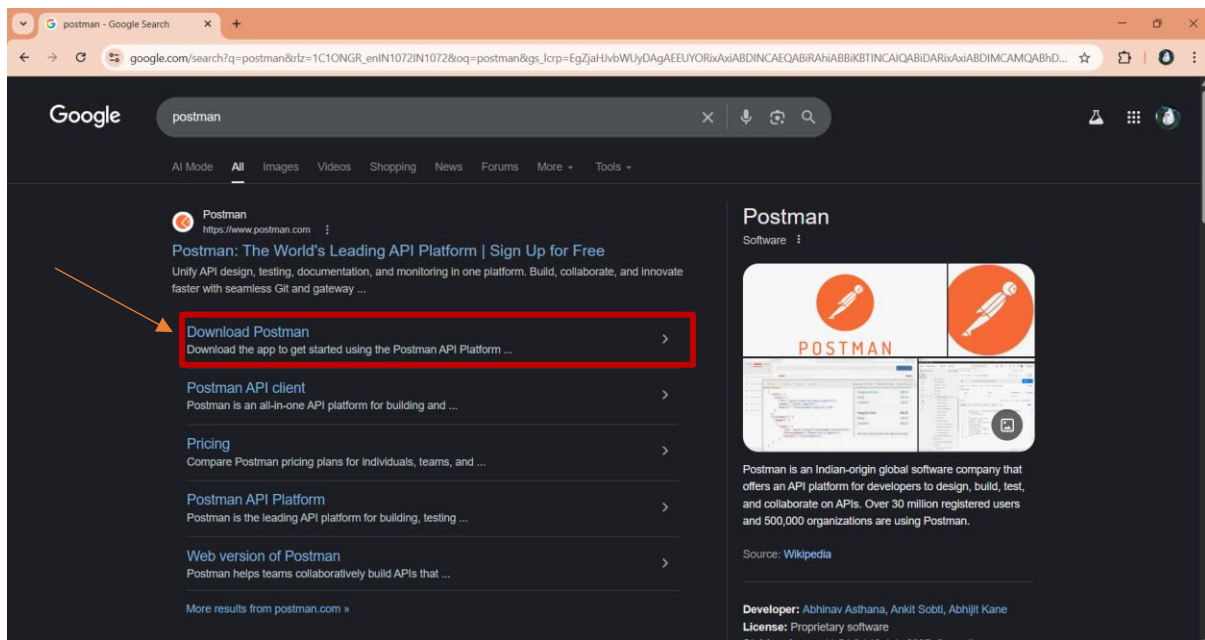 postman - Google Search
google.com/search?q=postman&rlz=1C1ONGR_enIN1072IN1072&oq=postman&gs_lcrp=
Google
postman
AI Mode All Images Videos Shopping News Forums More Tools
Postman
https://www.postman.com
Postman: The World's Leading API Platform | Sign Up for Free
Unify API design, testing, documentation, and monitoring in one platform. Build, collaborate, and innovate
faster with seamless Git and gateway ...
Download Postman
Download the app to get started using the Postman API Platform ...
Postman API client
Postman is an all-in-one API platform for building and ...
Pricing
Compare Postman pricing plans for individuals, teams, and ...
Postman API Platform
Postman is the leading API platform for building, testing ...
Web version of Postman
Postman helps teams collaboratively build APIs that ...
More results from postman.com »
Postman
Software
POSTMAN
Postman is an Indian-origin global software company that
offers an API platform for developers to design, build, test,
and collaborate on APIs. Over 30 million registered users
and 500,000 organizations are using Postman.
Source: Wikipedia
Developer: Abhinav Asthana, Ankit Sobti, Abhijit Kane
License: Proprietary software